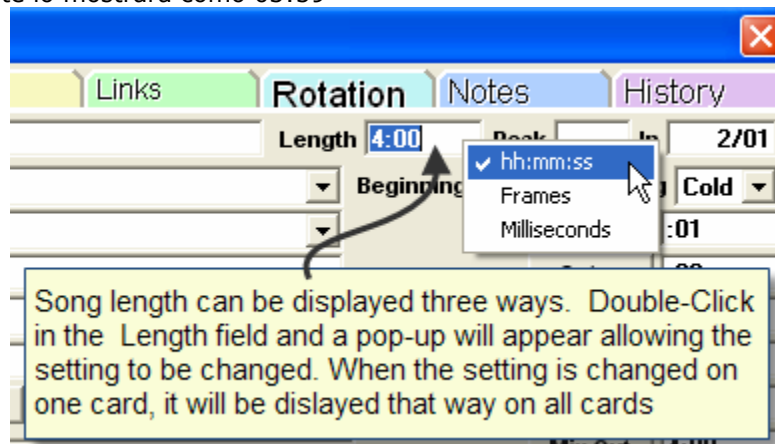 Links Rotation Notes History
Length 4:00 In 2/01
Beginning Cold
hh:mm:ss
Frames
Milliseconds :01
Song length can be displayed three ways. Double-Click
in the Length field and a pop-up will appear allowing the
setting to be changed. When the setting is changed on
one card, it will be dislayed that way on all cards